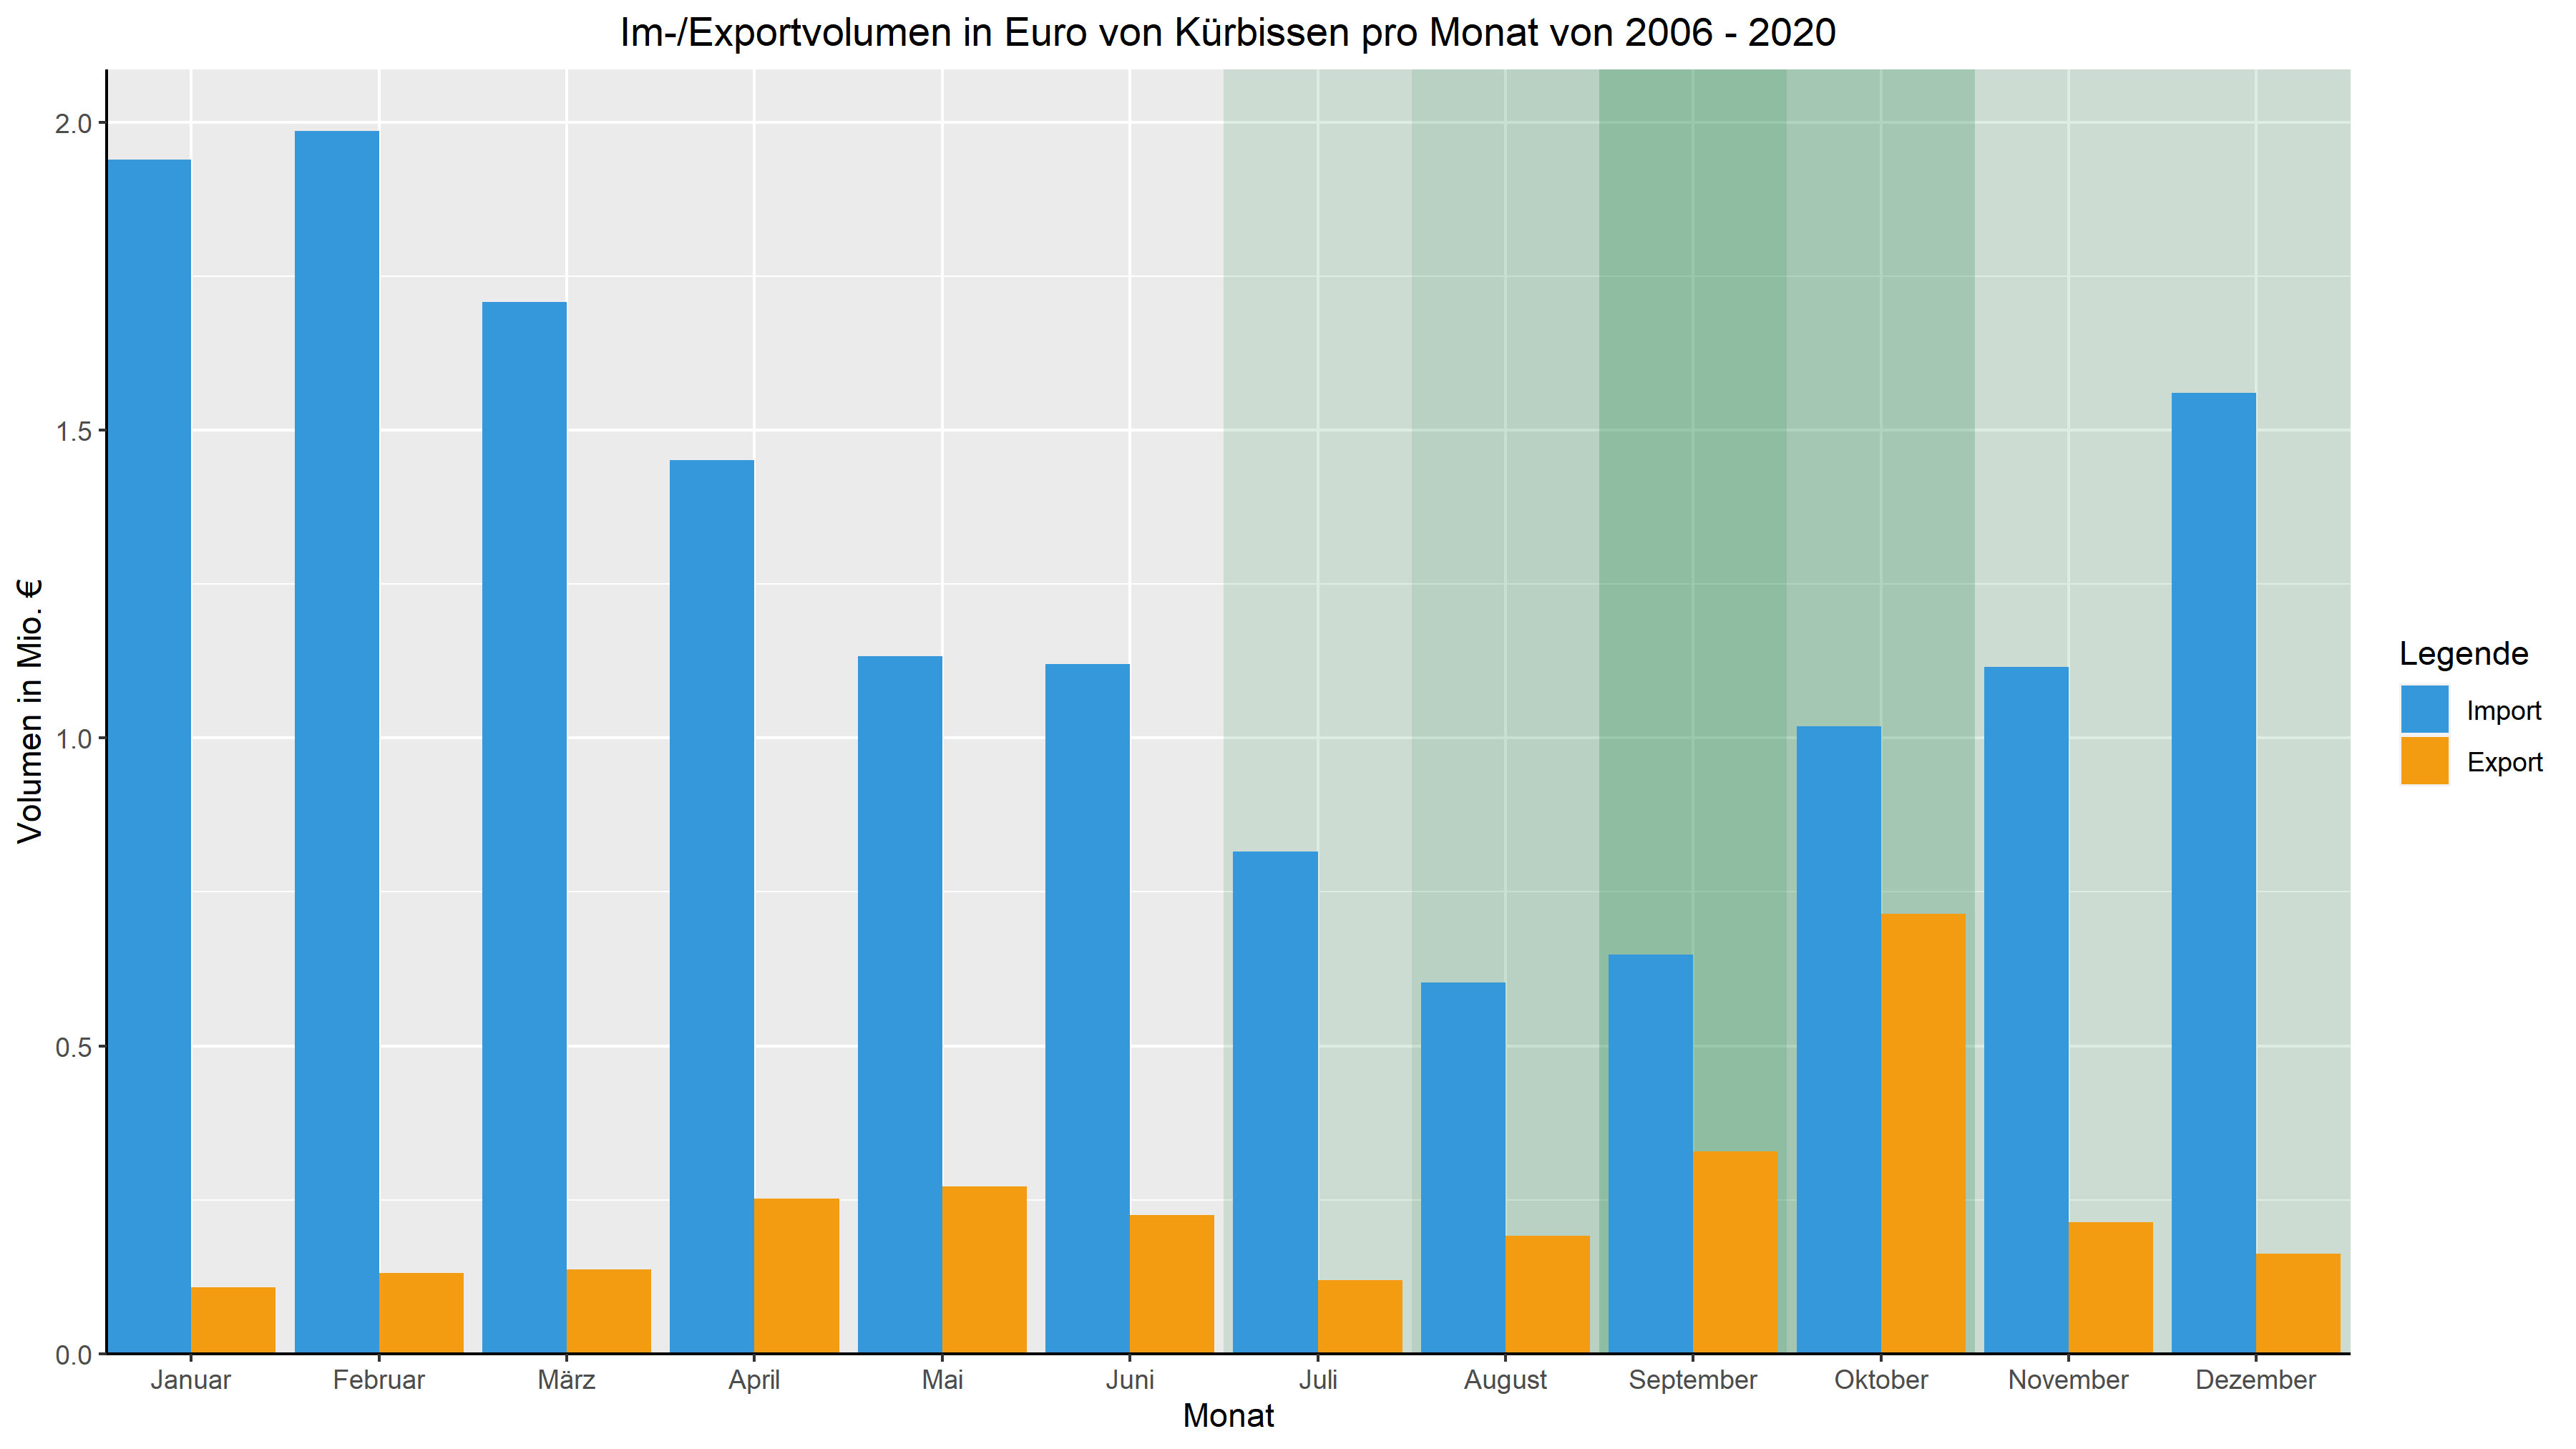 Im-/Exportvolumen in Euro von Kürbissen pro Monat von 2006 - 2020
Volumen in Mio. €
2.0
1.5
1.0
0.5
0.0
Januar Februar März April Mai Juni Juli August September Oktober November Dezember
Monat
Legende
Import
Export